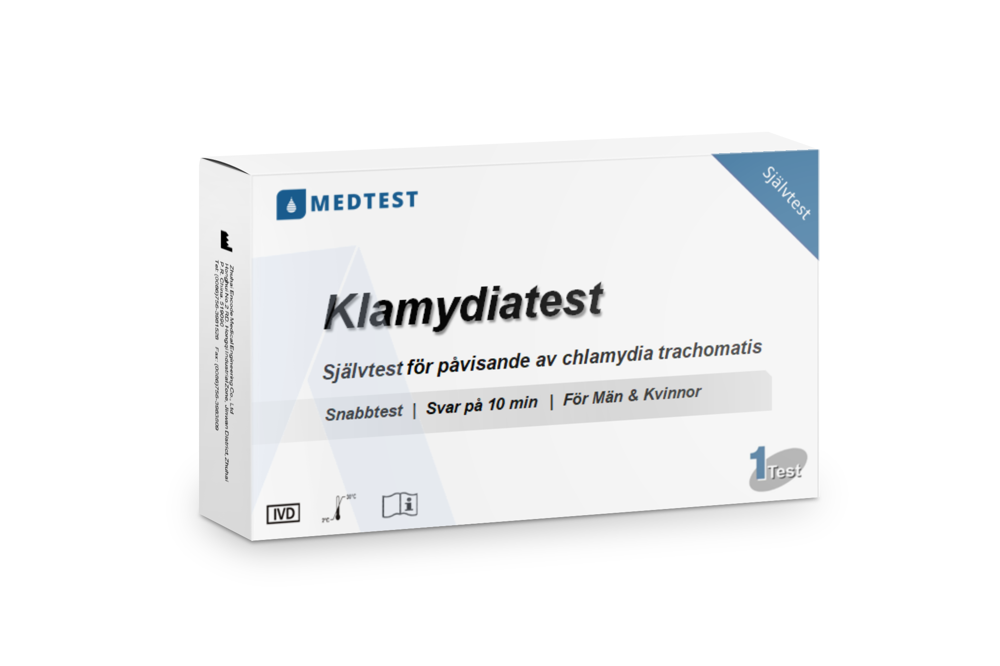 MEDTEST
Självtest
Klamydiatest
Självtest för påvisande av chlamydia trachomatis
Snabbtest | Svar på 10 min | För Män & Kvinnor
1 Test
IVD
30°C
2°C
Zhuhai Encode Medical Engineering Co., Ltd
Honghui No.2 RD, Hongqi Industrial Zone, Jinwan District, Zhuhai
P.R. China. 519090
Tel: (0086)756-3981528 Fax: (0086)756-3983809